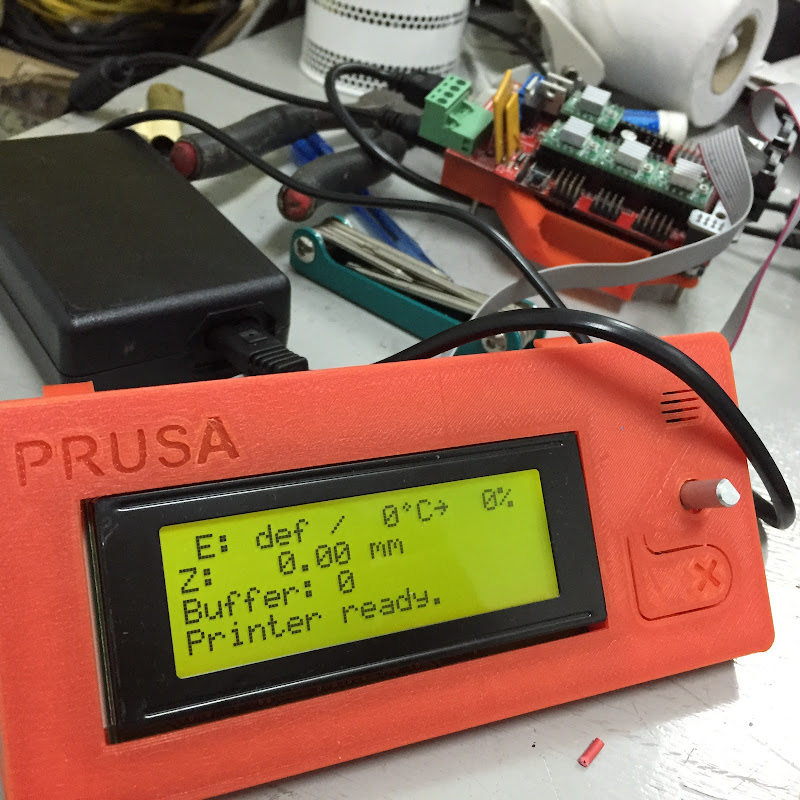 PRUSA
E: def / 0°C→ 0%
Z: 0.00 mm
Buffer: 0
Printer ready.